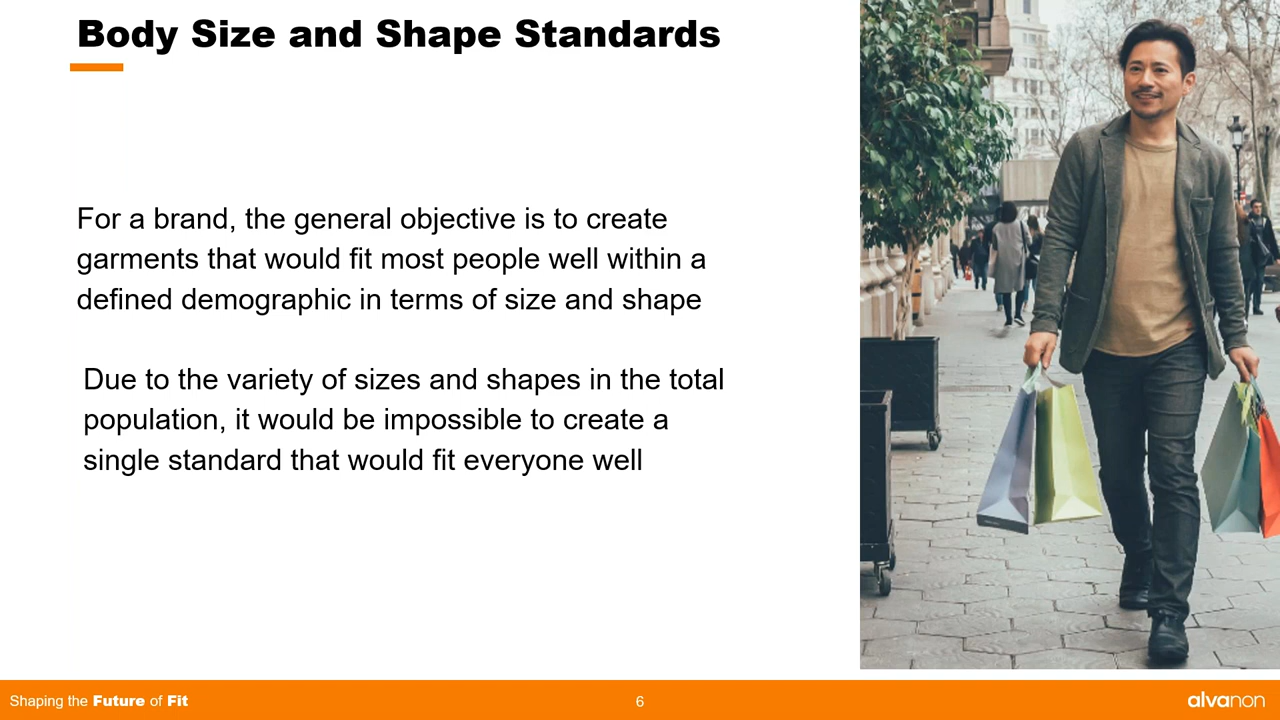 Body Size and Shape Standards
For a brand, the general objective is to create
garments that would fit most people well within a
defined demographic in terms of size and shape
Due to the variety of sizes and shapes in the total
population, it would be impossible to create a
single standard that would fit everyone well
Shaping the Future of Fit
6
alvanon